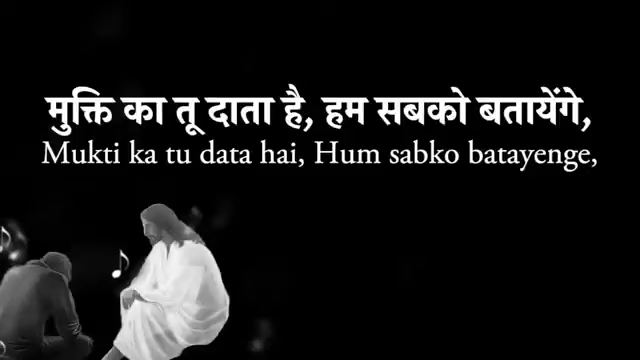 मुक्ति का तू दाता है, हम सबको बतायेंगे,
Mukti ka tu data hai, Hum sabko batayenge,